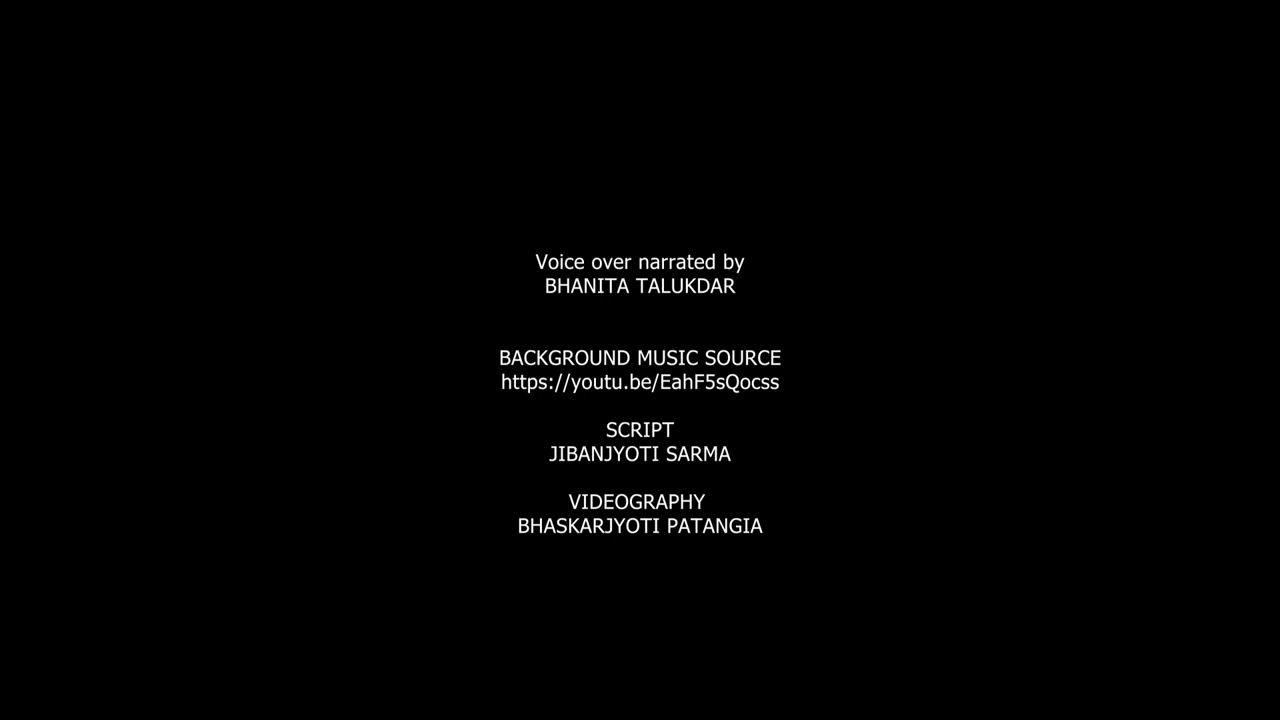 Voice over narrated by
BHANITA TALUKDAR
BACKGROUND MUSIC SOURCE
https://youtu.be/EahF5sQocss
SCRIPT
JIBANJYOTI SARMA
VIDEOGRAPHY
BHASKARJYOTI PATANGIA